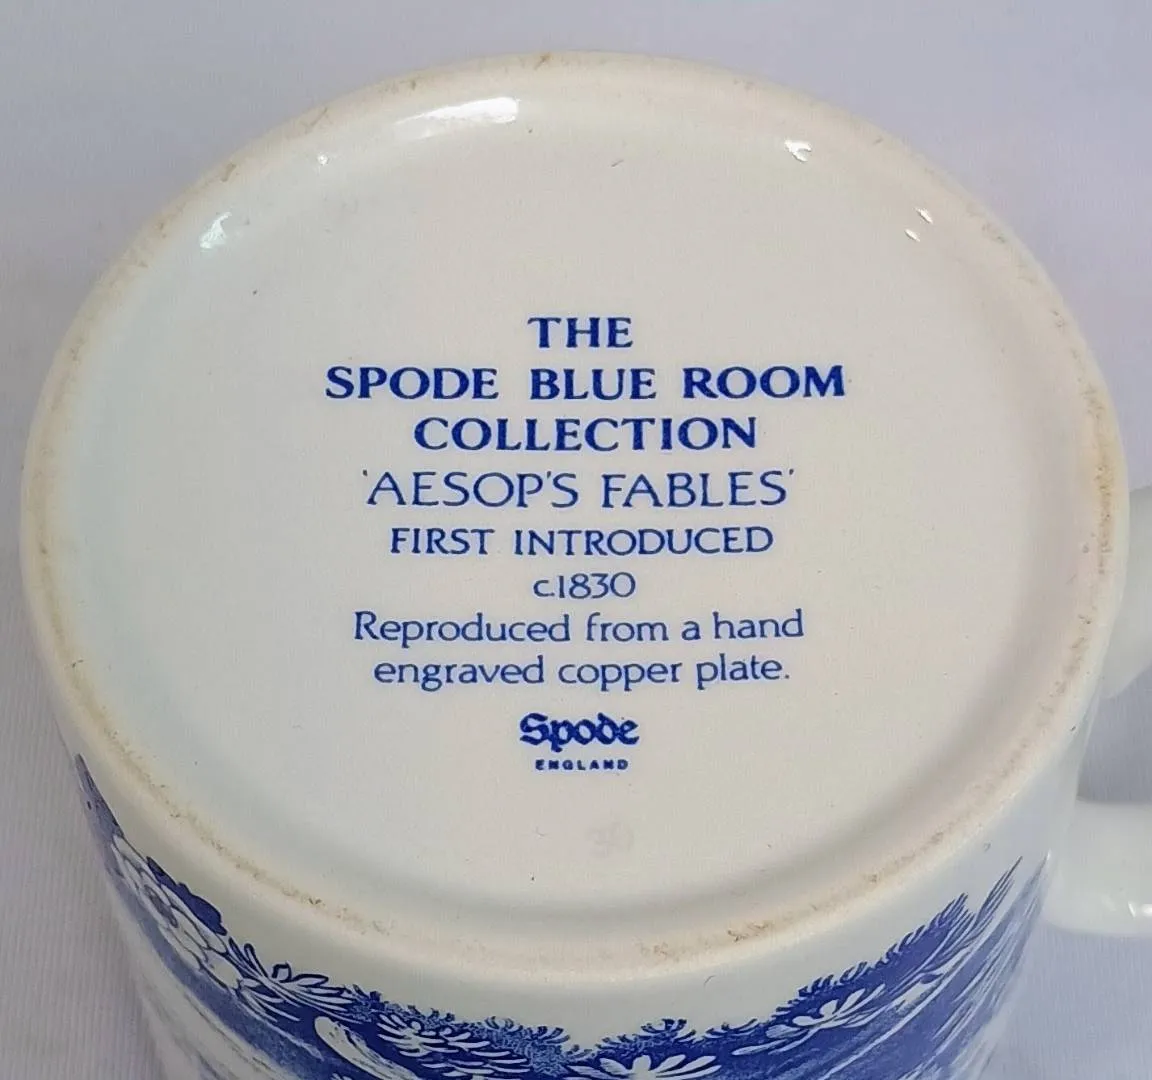 THE
SPODE BLUE ROOM
COLLECTION
'AESOP'S FABLES'
FIRST INTRODUCED
c.1830
Reproduced from a hand
engraved copper plate.
Spode
ENGLAND